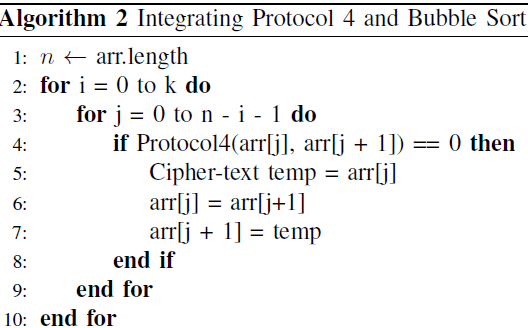 Algorithm 2 Integrating Protocol 4 and Bubble Sort
1: n ← arr.length
2: for i = 0 to k do
3: for j = 0 to n - i - 1 do
4: if Protocol4(arr[j], arr[j + 1]) == 0 then
5: Cipher-text temp = arr[j]
6: arr[j] = arr[j+1]
7: arr[j + 1] = temp
8: end if
9: end for
10: end for